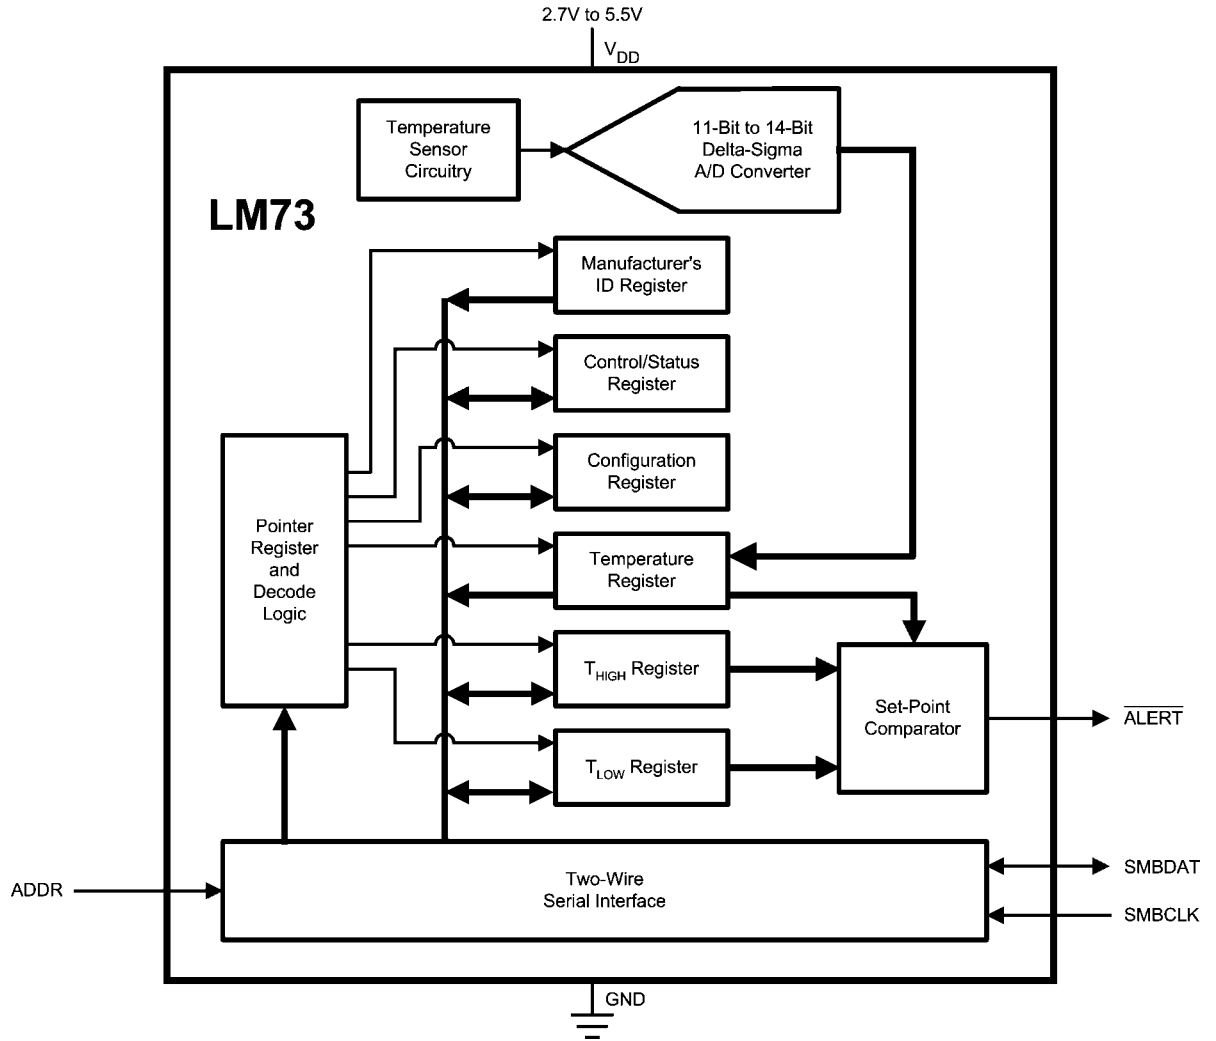 2.7V to 5.5V
VDD
Temperature
Sensor
Circuitry
11-Bit to 14-Bit
Delta-Sigma
A/D Converter
LM73
Manufacturer's
ID Register
Control/Status
Register
Configuration
Register
Pointer
Register
and
Decode
Logic
Temperature
Register
THIGH Register
Set-Point
Comparator
ALERT
TLOW Register
ADDR
Two-Wire
Serial Interface
SMBDAT
SMBCLK
GND